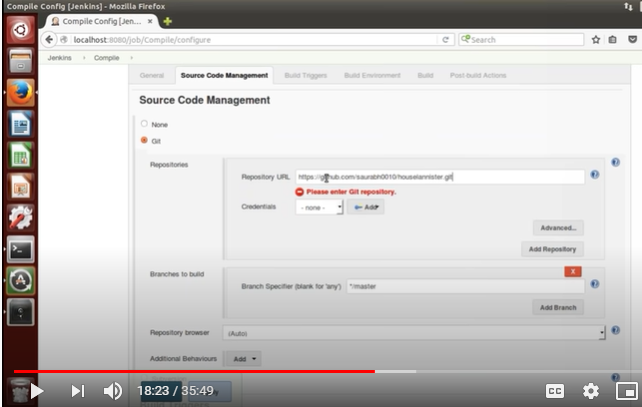 Compile Config [Jenkins] - Mozilla Firefox
Compile Config [Jen...
localhost:8080/job/Compile/configure
Search
Jenkins
Compile
General
Source Code Management
Build Triggers
Build Environment
Build
Post-build Actions
Source Code Management
None
Git
Repositories
Repository URL
https://github.com/saurabh0010/houselannister.git
Please enter Git repository.
Credentials
- none -
Add
Advanced...
Add Repository
Branches to build
X
Branch Specifier (blank for 'any')
*/master
Add Branch
Repository browser
(Auto)
Additional Behaviours
Add
18:23 / 35:49
CC